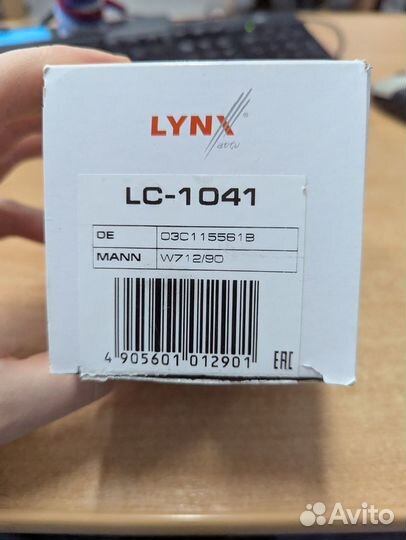 LYNX®
auto
LC-1041
OE 03C115561B
MANN W712/90
4 905601 012901 EAC
Avito